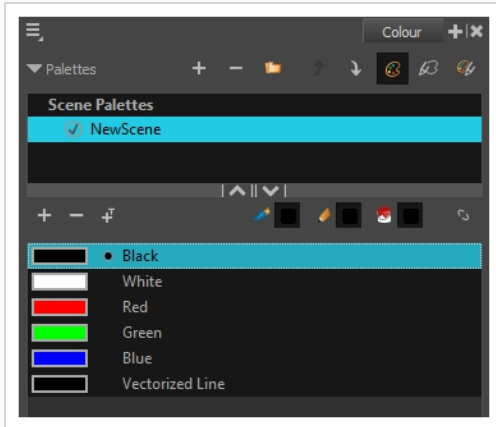 Colour
Palettes
Scene Palettes
NewScene
Black
White
Red
Green
Blue
Vectorized Line